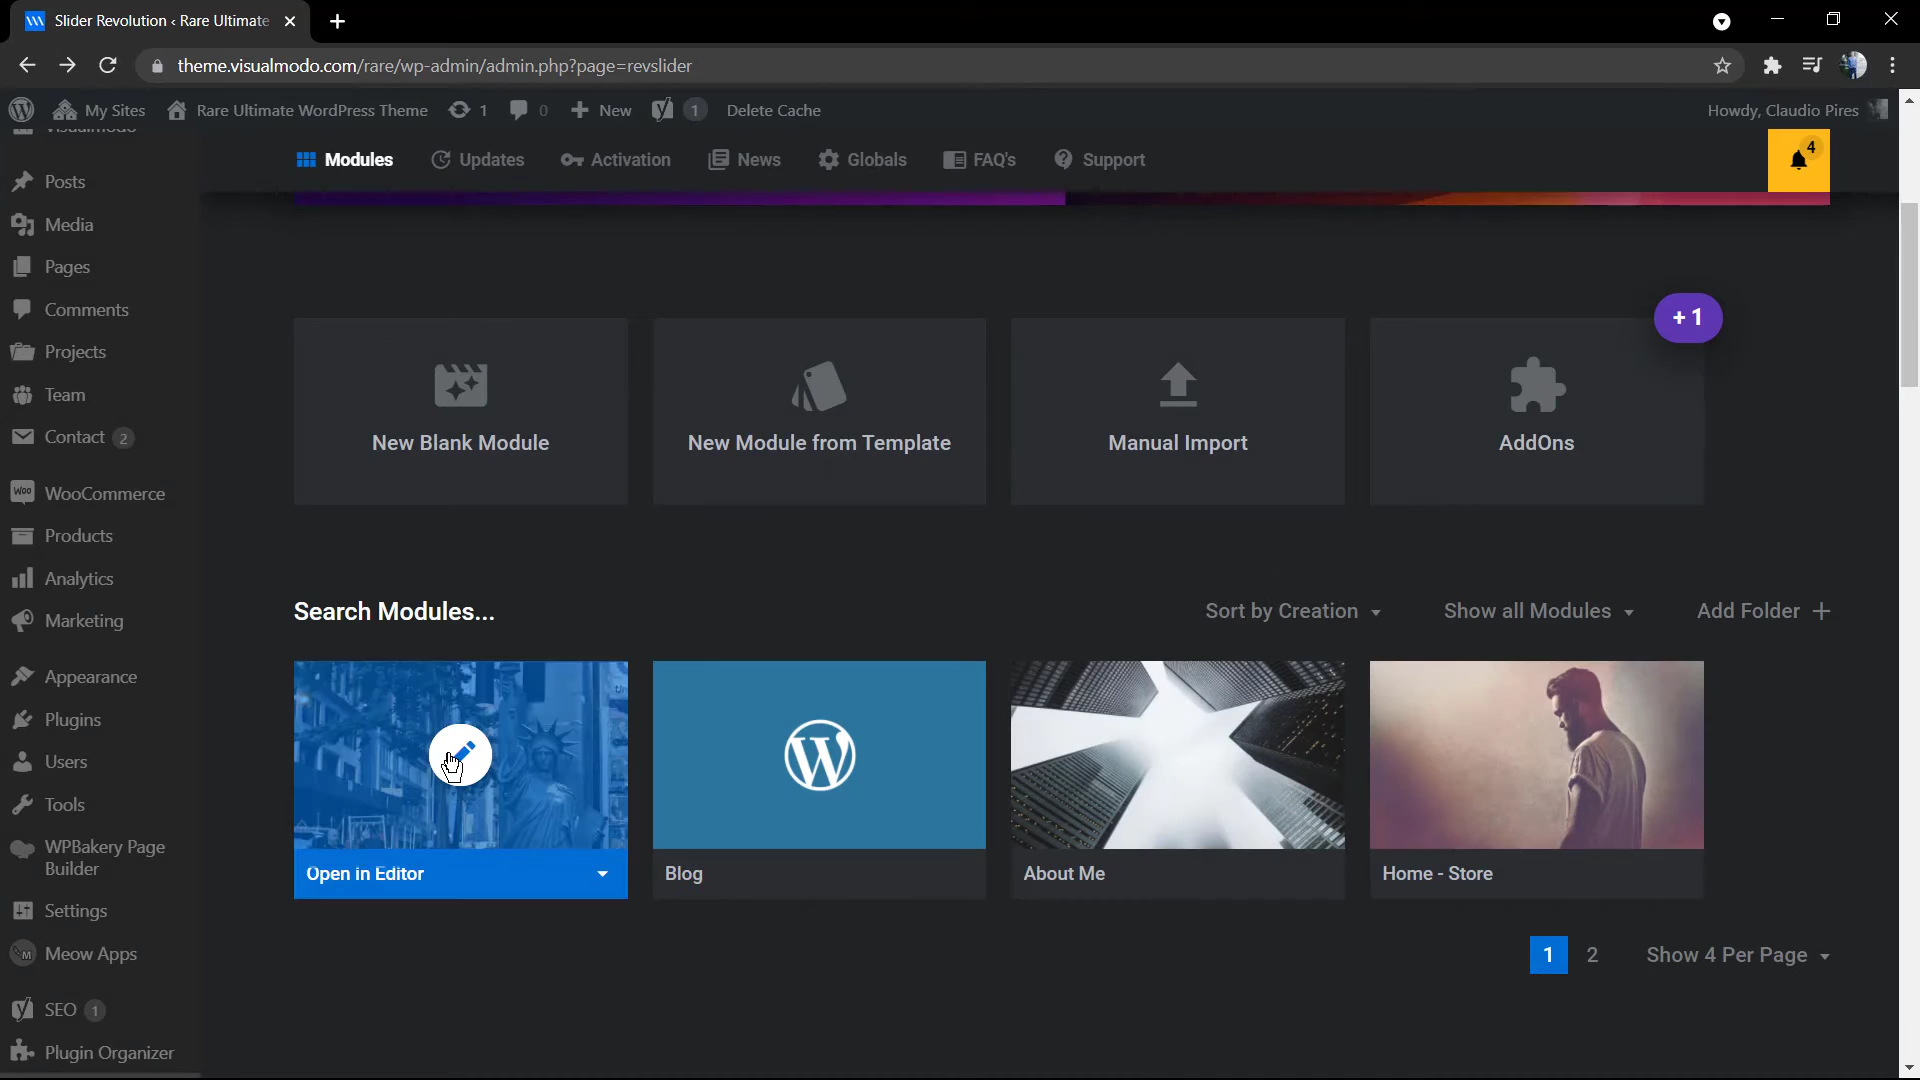 Slider Revolution ‹ Rare Ultimate
theme.visualmodo.com/rare/wp-admin/admin.php?page=revslider
My Sites
Rare Ultimate WordPress Theme
1
0
New
1
Delete Cache
Howdy, Claudio Pires
Visualmodo
Posts
Media
Pages
Comments
Projects
Team
Contact 2
WooCommerce
Products
Analytics
Marketing
Appearance
Plugins
Users
Tools
WPBakery Page
Builder
Settings
Meow Apps
SEO 1
Plugin Organizer
Modules
Updates
Activation
News
Globals
FAQ's
Support
4
+ 1
New Blank Module
New Module from Template
Manual Import
AddOns
Search Modules...
Sort by Creation
Show all Modules
Add Folder +
Open in Editor
Blog
About Me
Home - Store
1
2
Show 4 Per Page